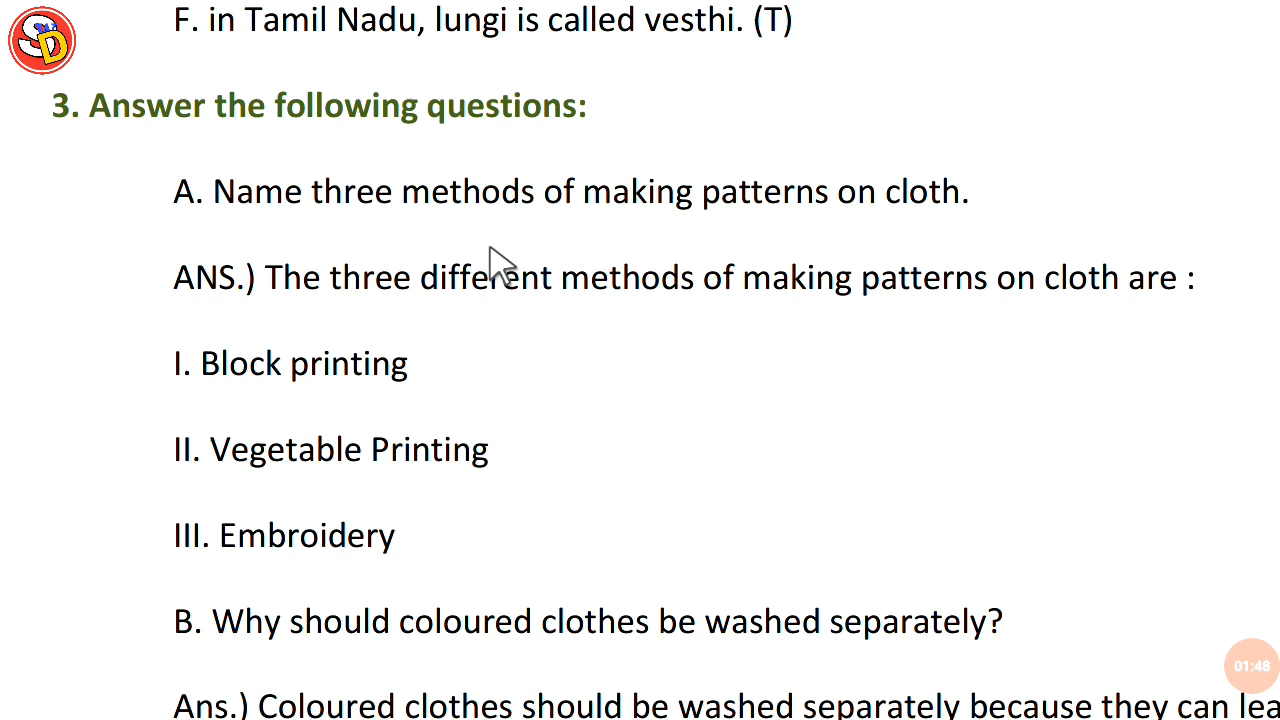 SD
F. in Tamil Nadu, lungi is called vesthi. (T)
3. Answer the following questions:
A. Name three methods of making patterns on cloth.
ANS.) The three different methods of making patterns on cloth are :
I. Block printing
II. Vegetable Printing
III. Embroidery
B. Why should coloured clothes be washed separately?
01:48
Ans.) Coloured clothes should be washed separately because they can